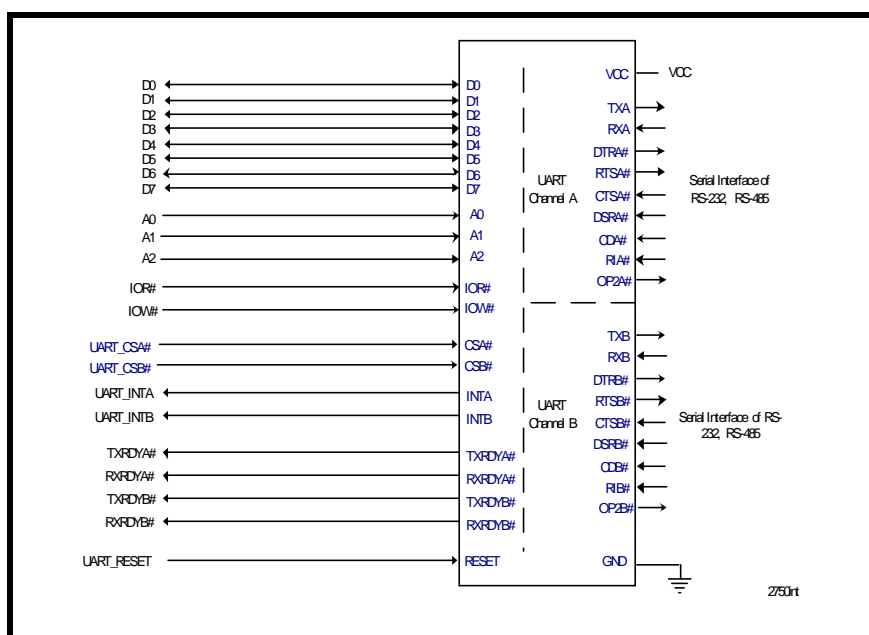 VCC VCC
TXA
D0 D0
D1 D1
RXA
D2 D2
D3 D3
DTRA#
D4 D4
D5 D5
RTSA#
D6 D6
D7 D7
UART
Channel A
CTSA#
Serial Interface of
RS-232, RS-485
A0 A0
DSRA#
A1 A1
CDA#
A2 A2
RIA#
OP2A#
IOR# IOR#
IOW# IOW#
TXB
UART_CSA# CSA#
RXB
UART_CSB# CSB#
DTRB#
UART_INTA INTA
RTSB#
UART_INTB INTB
UART
Channel B
CTSB#
Serial Interface of RS-
232, RS-485
DSRB#
TXRDYA# TXRDYA#
CDB#
RXRDYA# RXRDYA#
RIB#
TXRDYB# TXRDYB#
OP2B#
RXRDYB# RXRDYB#
UART_RESET RESET
GND
2750int